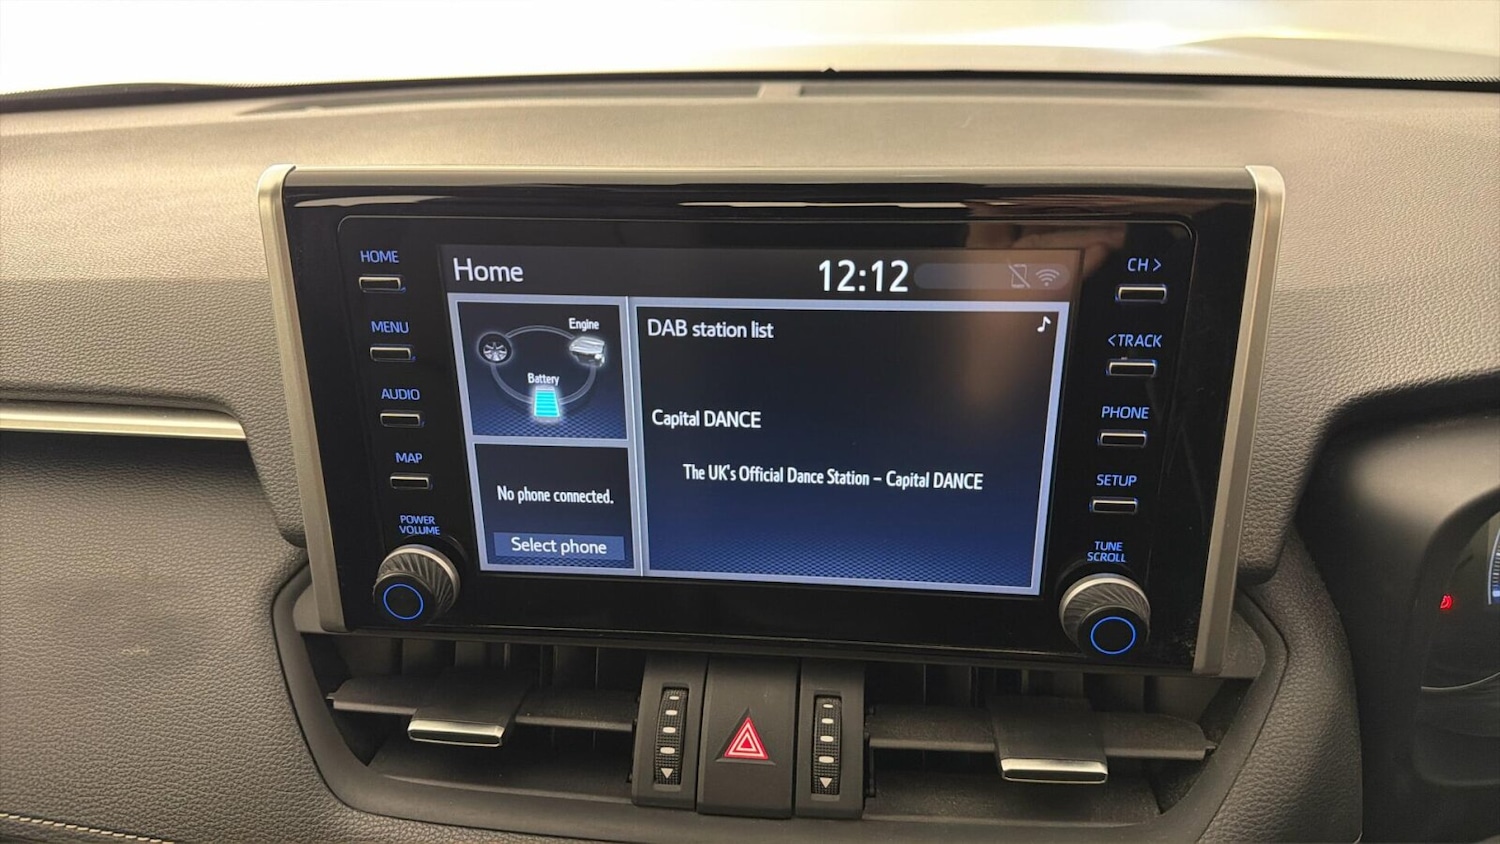 HOME
MENU
AUDIO
MAP
POWER
VOLUME
Home
12:12
Engine
Battery
No phone connected.
Select phone
DAB station list
Capital DANCE
The UK's Official Dance Station – Capital DANCE
CH >
<TRACK
PHONE
SETUP
TUNE
SCROLL